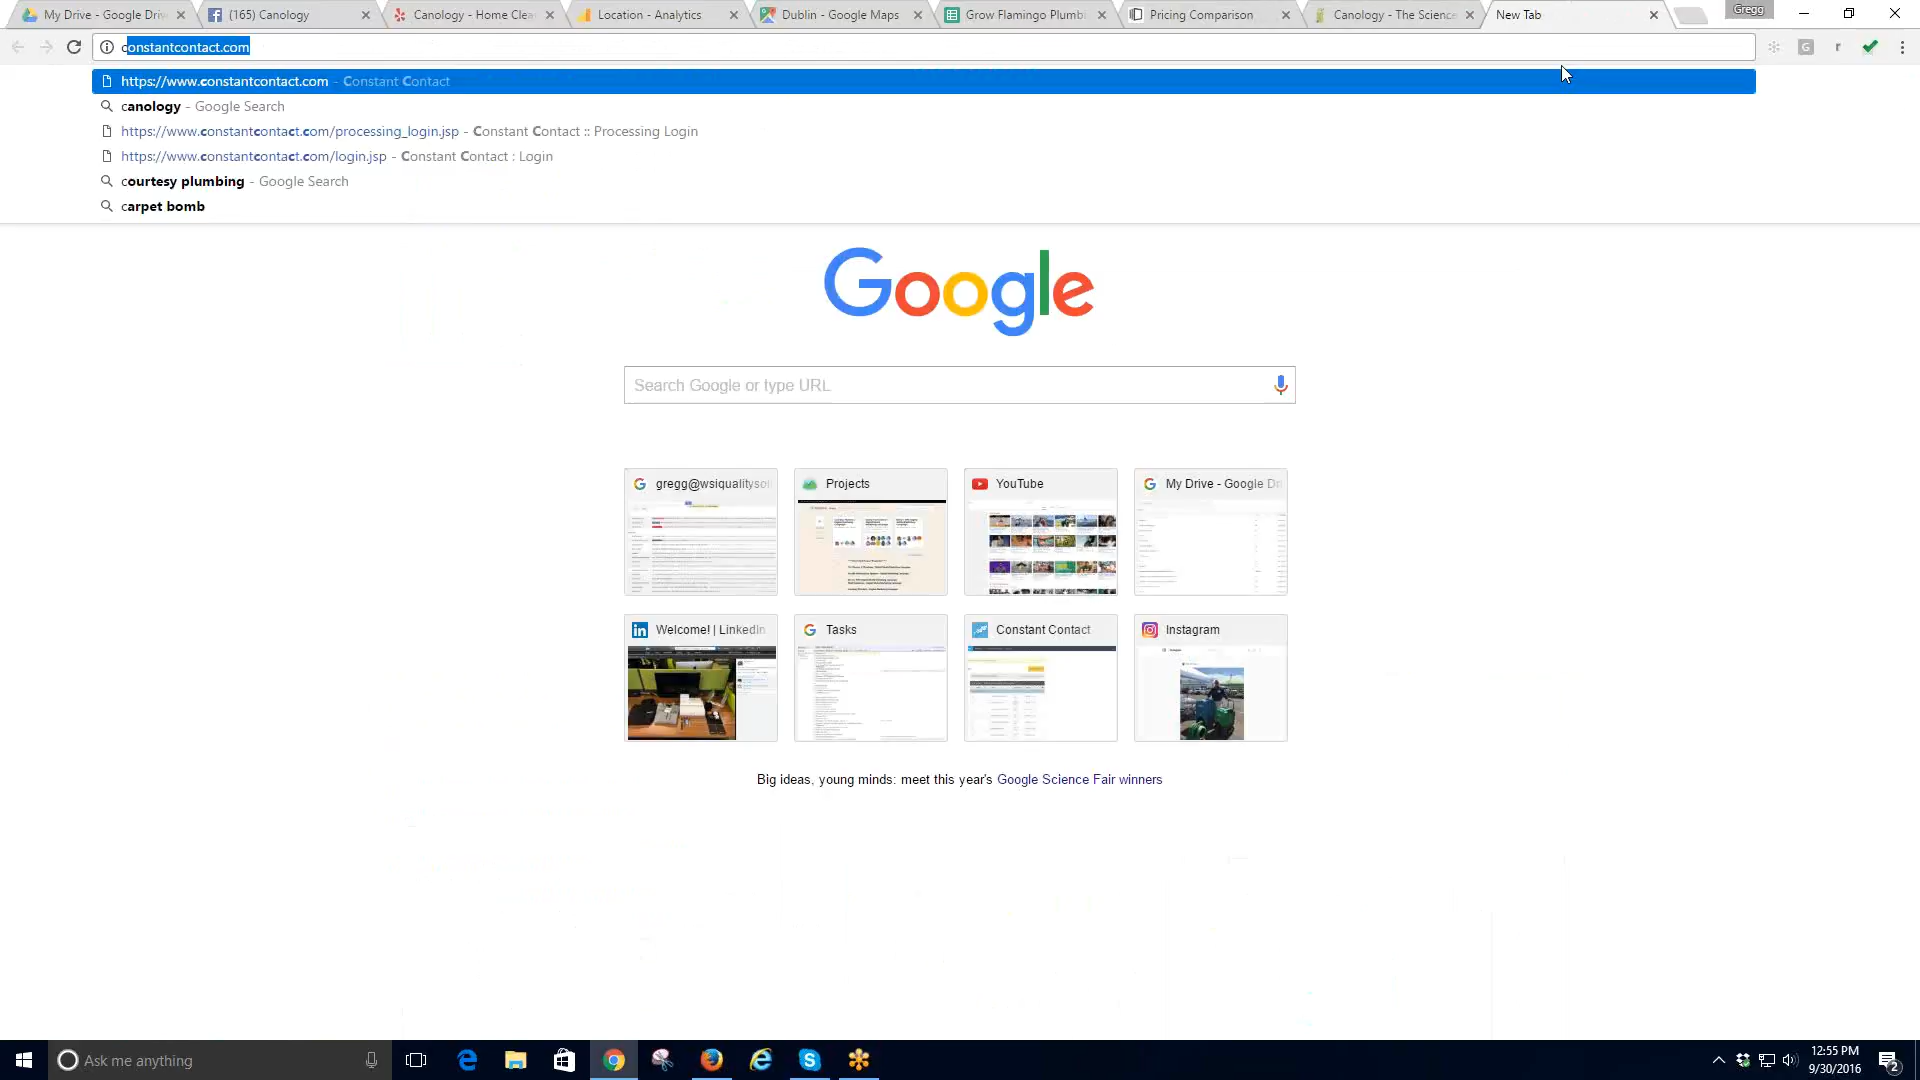 My Drive - Google Driv
(165) Canology
Canology - Home Clea
Location - Analytics
Dublin - Google Maps
Grow Flamingo Plumbi
Pricing Comparison
Canology - The Science
New Tab
Gregg
constantcontact.com
https://www.constantcontact.com - Constant Contact
canology - Google Search
https://www.constantcontact.com/processing_login.jsp - Constant Contact :: Processing Login
https://www.constantcontact.com/login.jsp - Constant Contact : Login
courtesy plumbing - Google Search
carpet bomb
Google
Search Google or type URL
gregg@wsiqualitysol
Projects
YouTube
My Drive - Google Dri
Welcome! | LinkedIn
Tasks
Constant Contact
Instagram
Big ideas, young minds: meet this year's Google Science Fair winners
Ask me anything
12:55 PM
9/30/2016
2